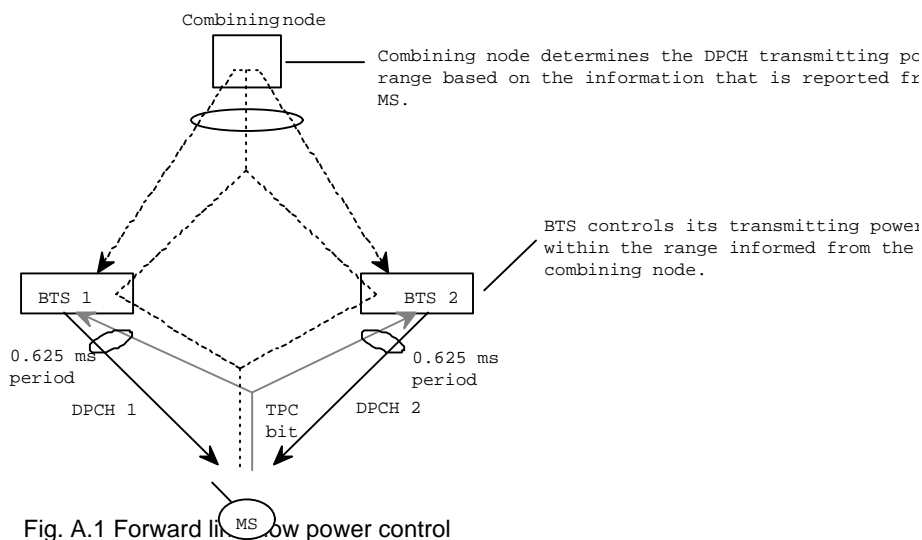 Combining node
Combining node determines the DPCH transmitting po
range based on the information that is reported fr
MS.
BTS controls its transmitting power
within the range informed from the
combining node.
BTS 1
BTS 2
0.625 ms
period
0.625 ms
period
DPCH 1
TPC
bit
DPCH 2
MS
Fig. A.1 Forward li ow power control